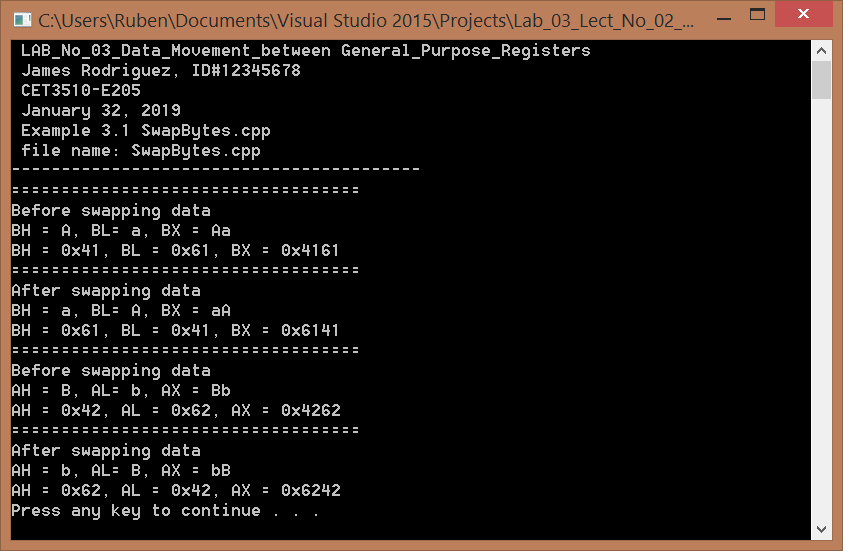 C:\Users\Ruben\Documents\Visual Studio 2015\Projects\Lab_03_Lect_No_02_...
LAB_No_03_Data_Movement_between General_Purpose_Registers
James Rodriguez, ID#12345678
CET3510-E205
January 32, 2019
Example 3.1 SwapBytes.cpp
file name: SwapBytes.cpp
-----------------------------------------
===================================
Before swapping data
BH = A, BL= a, BX = Aa
BH = 0x41, BL = 0x61, BX = 0x4161
===================================
After swapping data
BH = a, BL= A, BX = aA
BH = 0x61, BL = 0x41, BX = 0x6141
===================================
Before swapping data
AH = B, AL= b, AX = Bb
AH = 0x42, AL = 0x62, AX = 0x4262
===================================
After swapping data
AH = b, AL= B, AX = bB
AH = 0x62, AL = 0x42, AX = 0x6242
Press any key to continue . . .